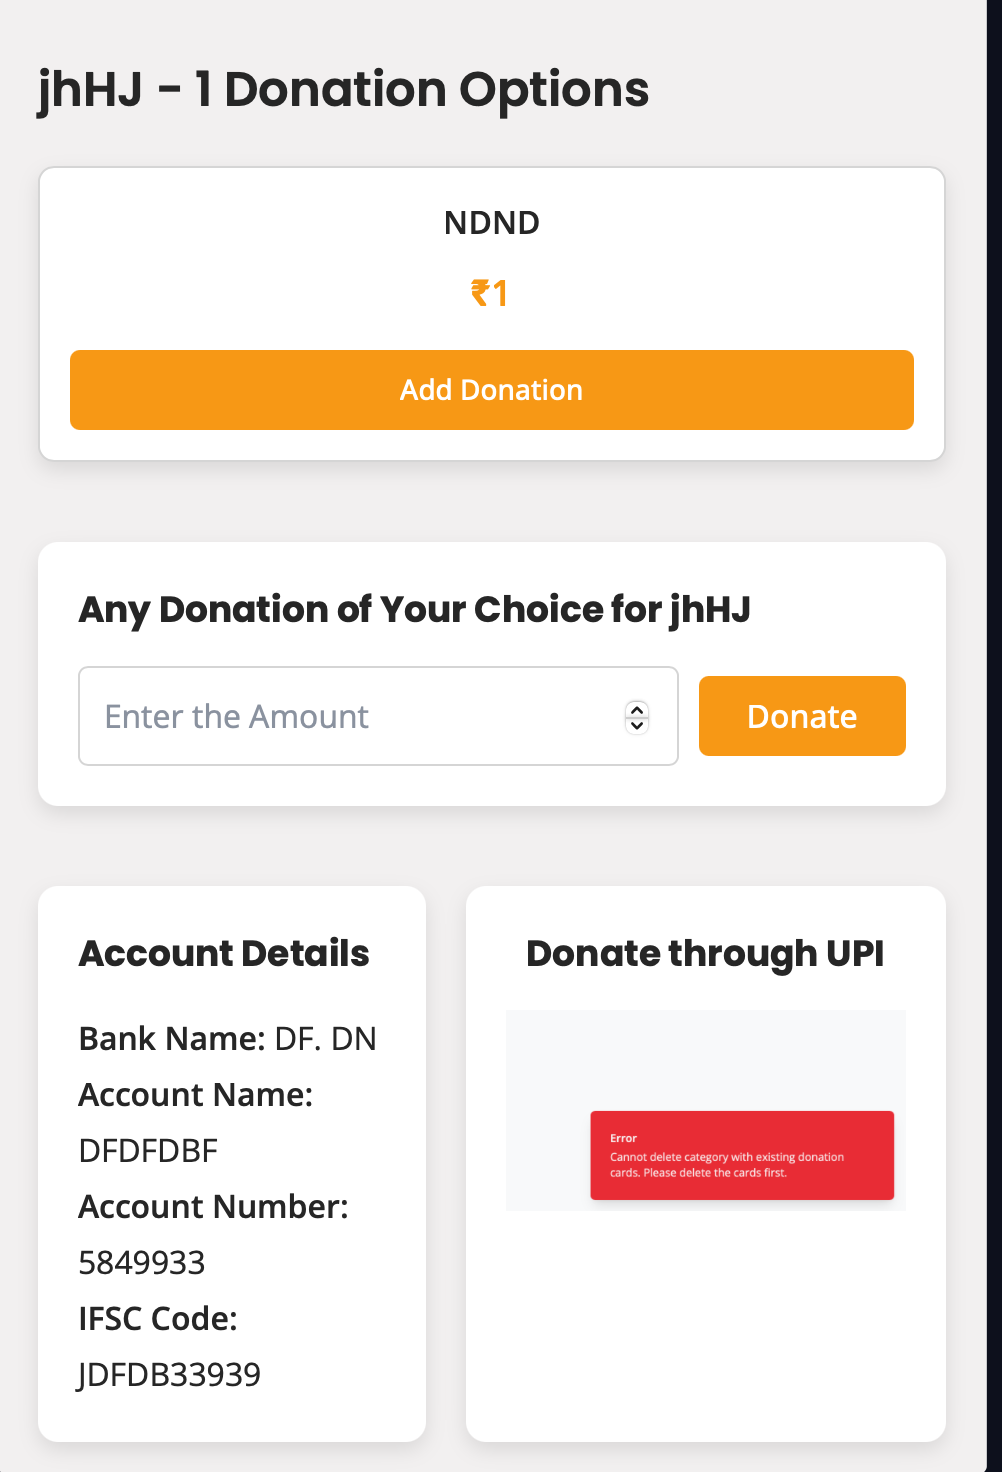 jhHJ - 1 Donation Options
NDND
₹1
Add Donation
Any Donation of Your Choice for jhHJ
Enter the Amount
Donate
Account Details
Bank Name: DF. DN
Account Name:
DFDFDBF
Account Number:
5849933
IFSC Code:
JDFDB33939
Donate through UPI
Error
Cannot delete category with existing donation
cards. Please delete the cards first.